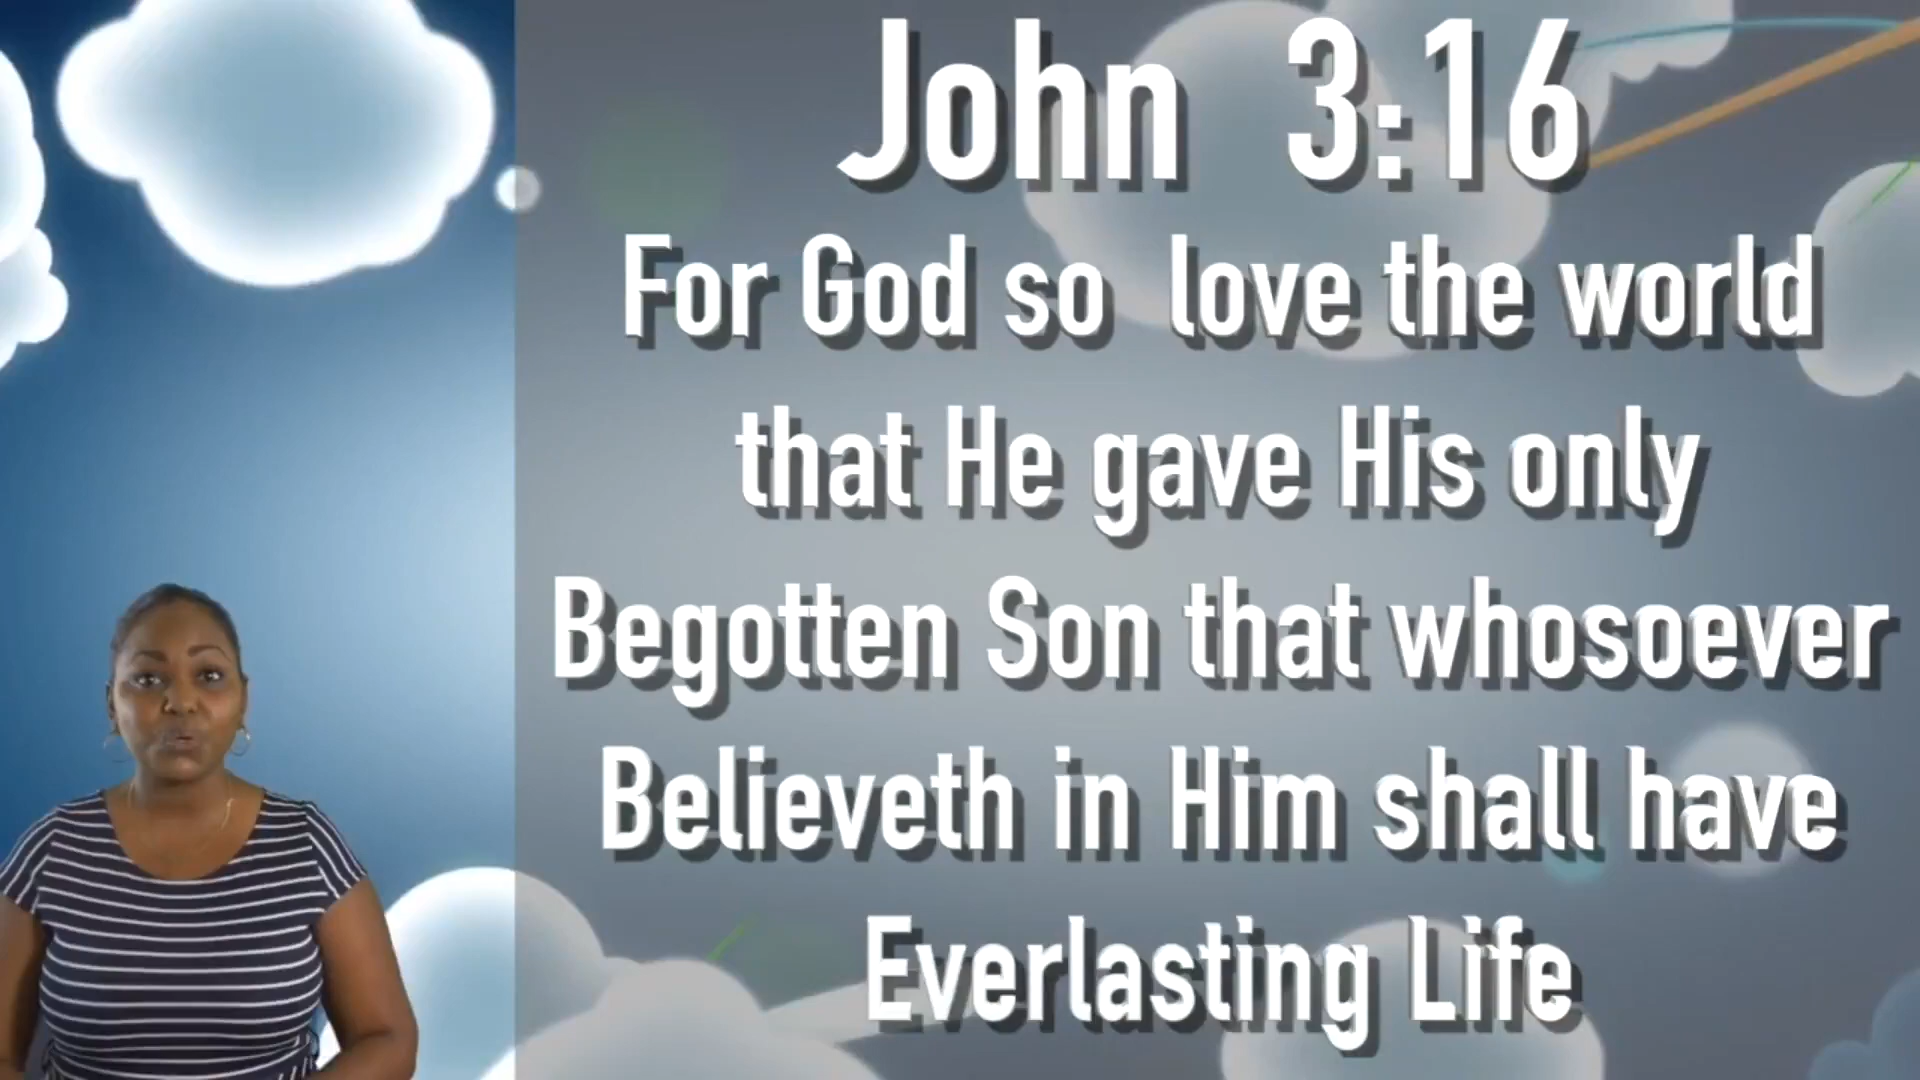 John 3:16
For God so love the world
that He gave His only
Begotten Son that whosoever
Believeth in Him shall have
Everlasting Life